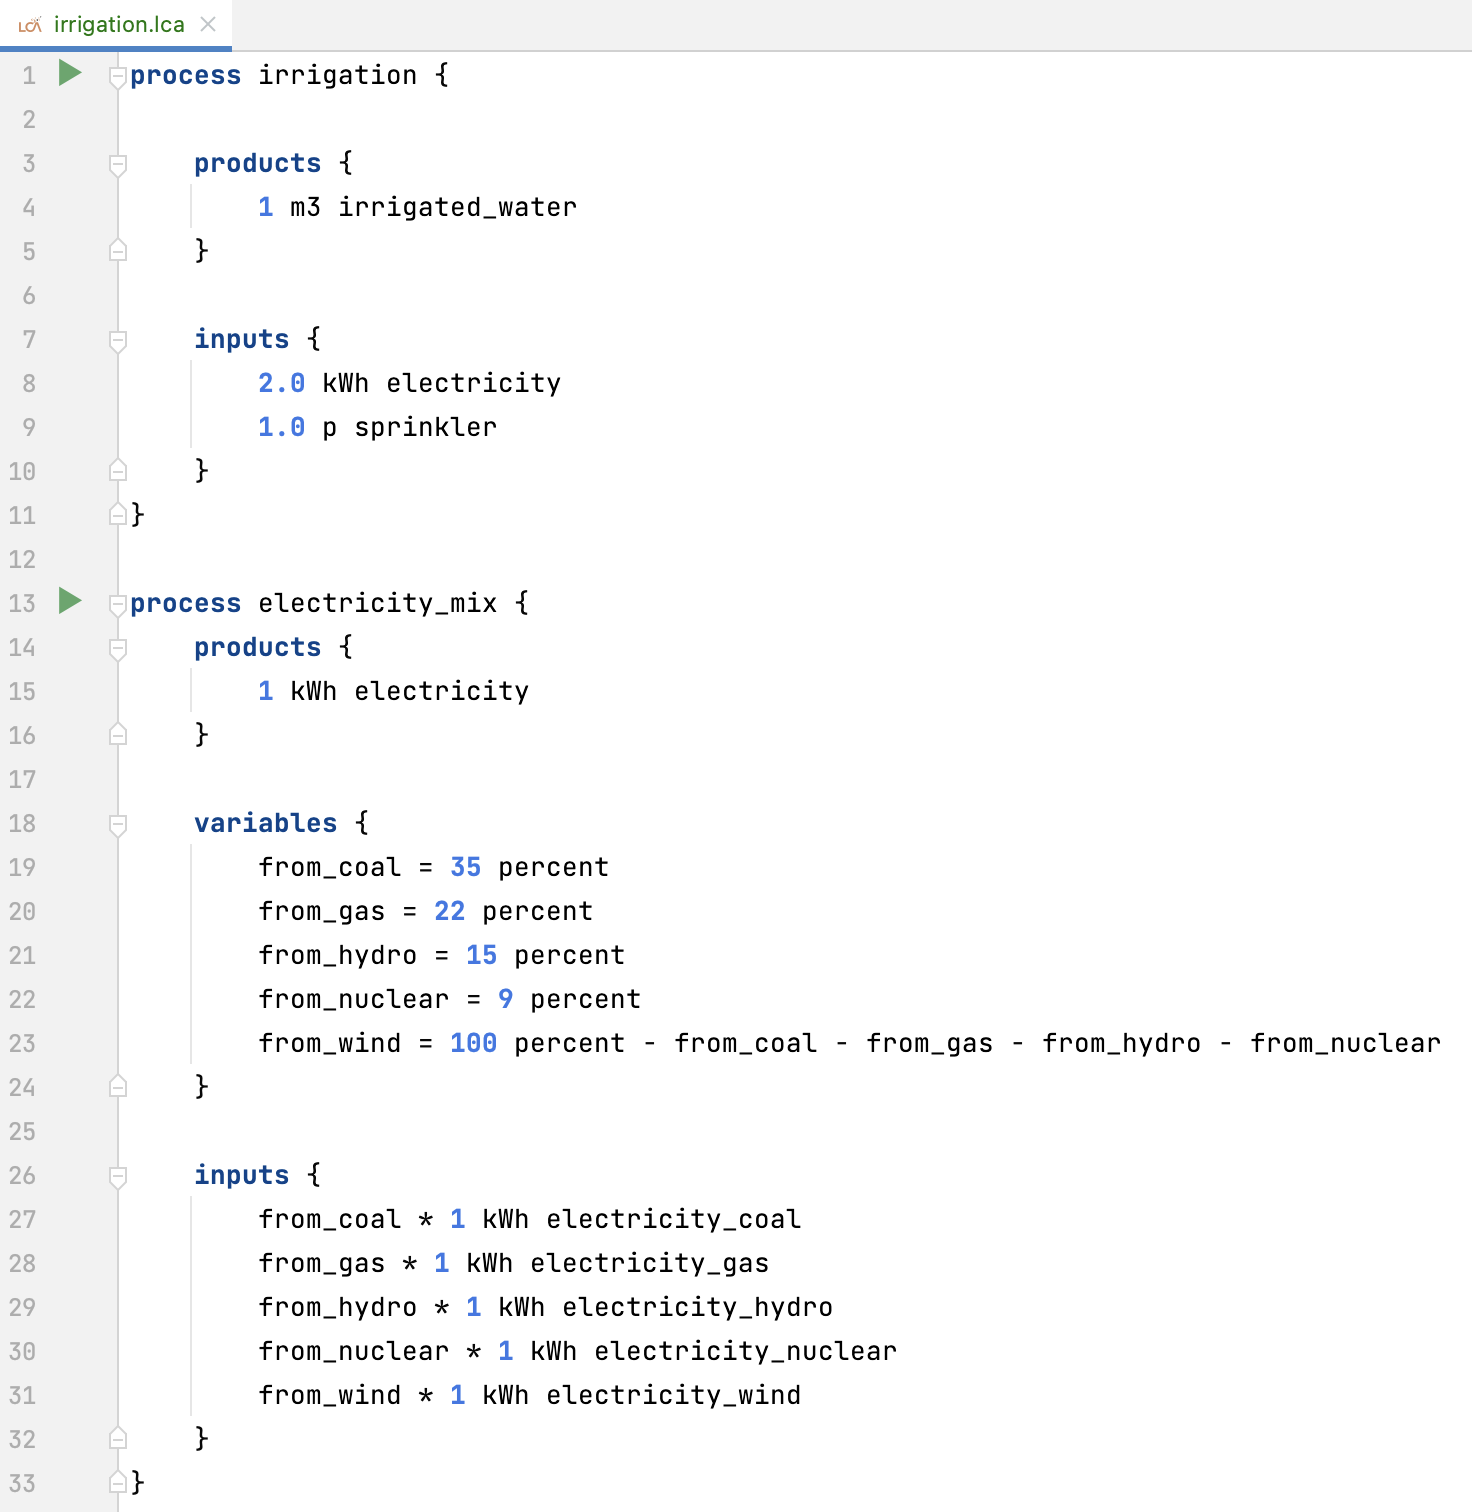 LCA irrigation.lca
1 process irrigation {
2
3     products {
4         1 m3 irrigated_water
5     }
6
7     inputs {
8         2.0 kWh electricity
9         1.0 p sprinkler
10     }
11 }
12
13 process electricity_mix {
14     products {
15         1 kWh electricity
16     }
17
18     variables {
19         from_coal = 35 percent
20         from_gas = 22 percent
21         from_hydro = 15 percent
22         from_nuclear = 9 percent
23         from_wind = 100 percent - from_coal - from_gas - from_hydro - from_nuclear
24     }
25
26     inputs {
27         from_coal * 1 kWh electricity_coal
28         from_gas * 1 kWh electricity_gas
29         from_hydro * 1 kWh electricity_hydro
30         from_nuclear * 1 kWh electricity_nuclear
31         from_wind * 1 kWh electricity_wind
32     }
33 }